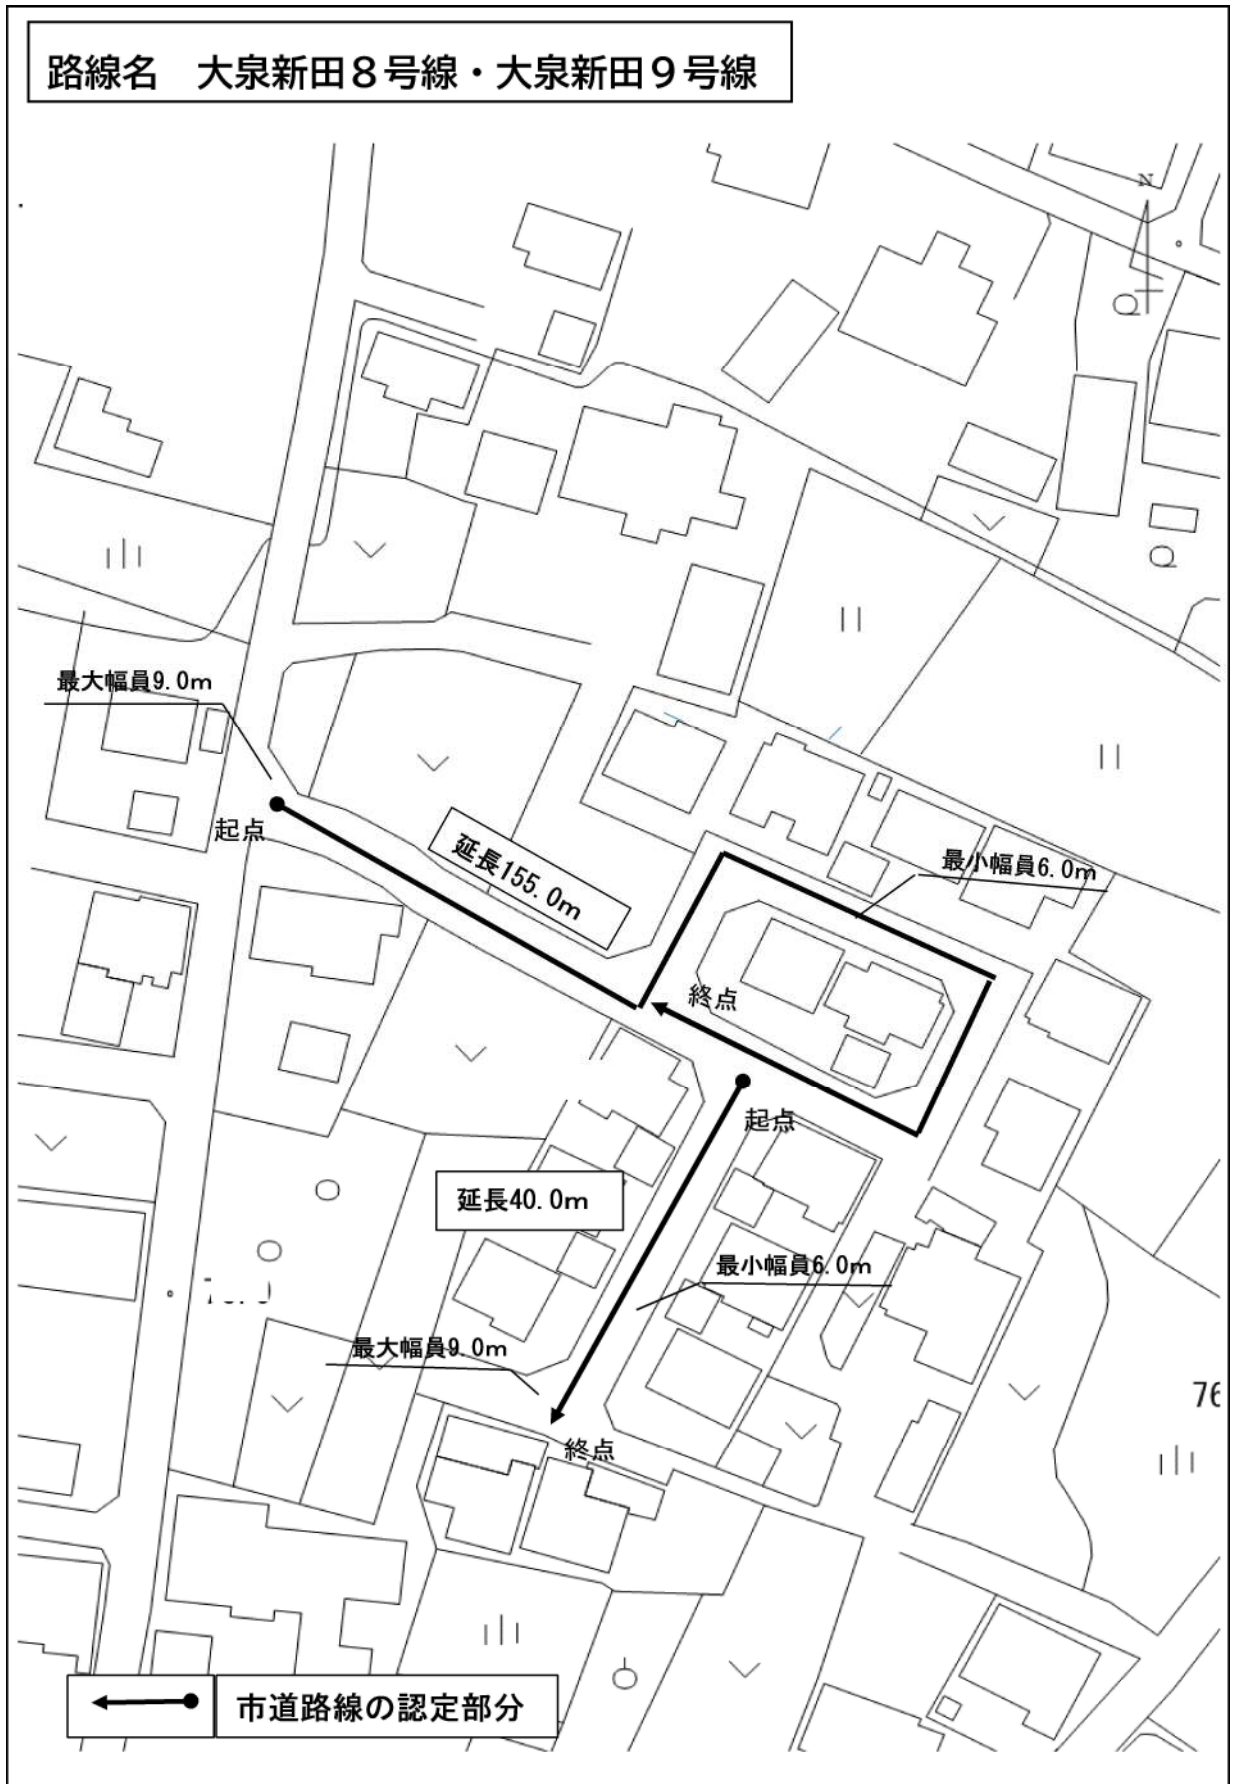 路線名　大泉新田８号線・大泉新田９号線
N
最大幅員9.0m
起点
延長155.0m
最小幅員6.0m
終点
起点
延長40.0m
最小幅員6.0m
最大幅員9.0m
76
終点
市道路線の認定部分